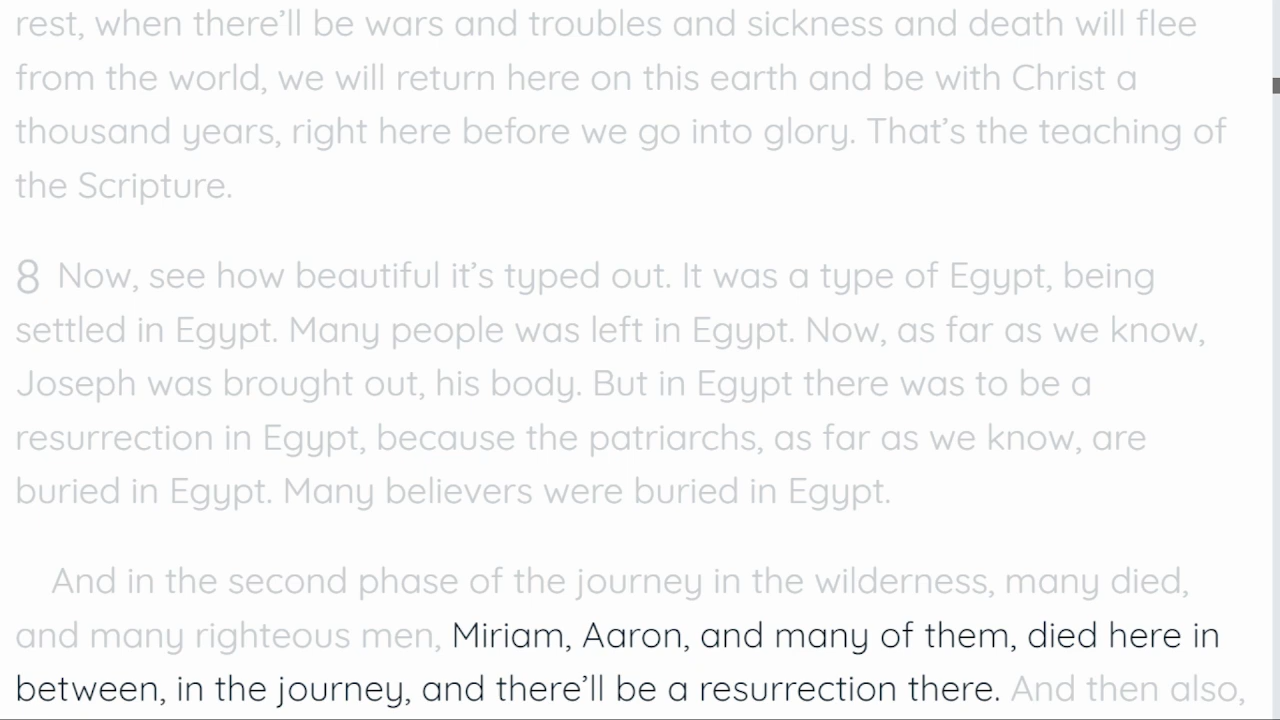 rest, when there’ll be wars and troubles and sickness and death will flee
from the world, we will return here on this earth and be with Christ a
thousand years, right here before we go into glory. That’s the teaching of
the Scripture.
8 Now, see how beautiful it’s typed out. It was a type of Egypt, being
settled in Egypt. Many people was left in Egypt. Now, as far as we know,
Joseph was brought out, his body. But in Egypt there was to be a
resurrection in Egypt, because the patriarchs, as far as we know, are
buried in Egypt. Many believers were buried in Egypt.
And in the second phase of the journey in the wilderness, many died,
and many righteous men, Miriam, Aaron, and many of them, died here in
between, in the journey, and there’ll be a resurrection there. And then also,